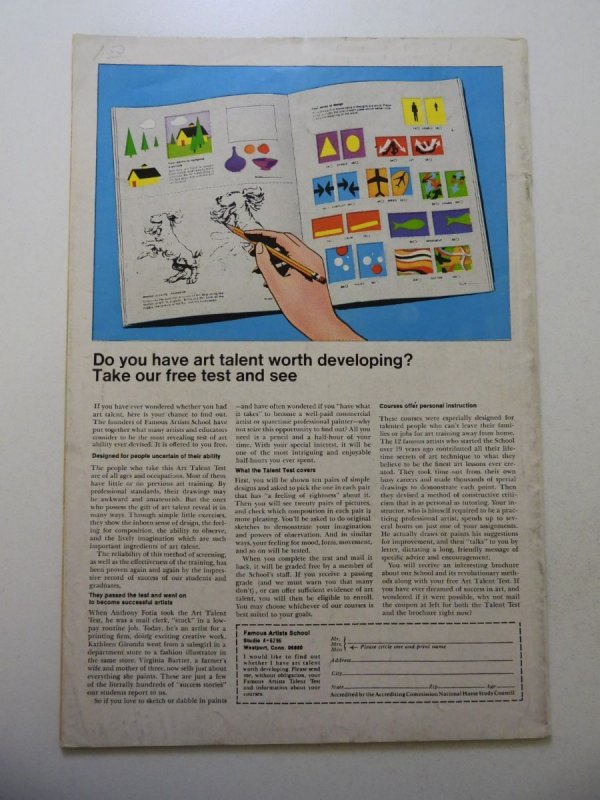 Do you have art talent worth developing?
Take our free test and see
If you have ever wondered whether you had
art talent, here is your chance to find out.
The founders of Famous Artists School have
put together what many artists and educators
consider to be the most revealing test of art
ability ever devised. It is offered to you, free.
Designed for people uncertain of their ability
The people who take this Art Talent Test
are of all ages and occupations. Most of them
have little or no previous art training. By
professional standards, their drawings may
be awkward and amateurish. But the ones
who possess the gift of art talent reveal it in
many ways. Through simple little exercises,
they show the inborn sense of design, the feel-
ing for composition, the ability to observe,
and the lively imagination which are such
important ingredients of art talent.
The reliability of this method of screening,
as well as the effectiveness of the training, has
been proven again and again by the impres-
sive record of success of our students and
graduates.
They passed the test and went on
to become successful artists
When Anthony Fotia took the Art Talent
Test, he was a mail clerk, "stuck" in a low-
pay routine job. Today, he's an artist for a
printing firm, doing exciting creative work.
Kathleen Gironda went from a salesgirl in a
department store to a fashion illustrator in
the same store. Virginia Bartter, a farmer's
wife and mother of three, now sells just about
everything she paints. These are just a few
of the literally hundreds of "success stories"
our students report to us.
So if you love to sketch or dabble in paints
—and have often wondered if you "have what
it takes" to become a well-paid commercial
artist or sparetime professional painter—why
not seize this opportunity to find out? All you
need is a pencil and a half-hour of your
time. With your special interest, it will be
one of the most intriguing and enjoyable
half-hours you ever spent.
What the Talent Test covers
First, you will be shown ten pairs of simple
designs and asked to pick the one in each pair
that has "a feeling of rightness" about it.
Then you will see twenty pairs of pictures,
and check which composition in each pair is
more pleasing. You'll be asked to do original
sketches to demonstrate your imagination
and powers of observation. And in similar
ways, your feeling for mood, form, movement,
and so on will be tested.
When you complete the test and mail it
back, it will be graded free by a member of
the School's staff. If you receive a passing
grade (and we must warn you that many
don't), or can offer sufficient evidence of art
talent, you will then be eligible to enroll.
You may choose whichever of our courses is
best suited to your goals.
Courses offer personal instruction
These courses were especially designed for
talented people who can't leave their fami-
lies or jobs for art training away from home.
The 12 famous artists who started the School
over 19 years ago contributed all their life-
time secrets of art technique to what they
believe to be the finest art lessons ever cre-
ated. They took time out from their own
busy careers and made thousands of special
drawings to demonstrate each point. Then
they devised a method of constructive criti-
cism that is as personal as tutoring. Your in-
structor, who is himself required to be a prac-
ticing professional artist, spends up to sev-
eral hours on just one of your assignments.
He actually draws or paints his suggestions
for improvement, and then "talks" to you by
letter, dictating a long, friendly message of
specific advice and encouragement.
You will receive an interesting brochure
about our School and its revolutionary meth-
ods along with your free Art Talent Test. If
you have ever dreamed of success in art, and
wondered if it were possible, why not mail
the coupon at left for both the Talent Test
and the brochure right now?
Famous Artists School
Westport, Conn. 06880
I would like to find out
whether I have art talent
worth developing. Please send
me, without obligation, your
Famous Artists Talent Test
and information about your
courses.
Mr.
Mrs.
Miss
Please circle one and print name
Address
City
State Zip Age
Accredited by the Accrediting Commission National Home Study Council